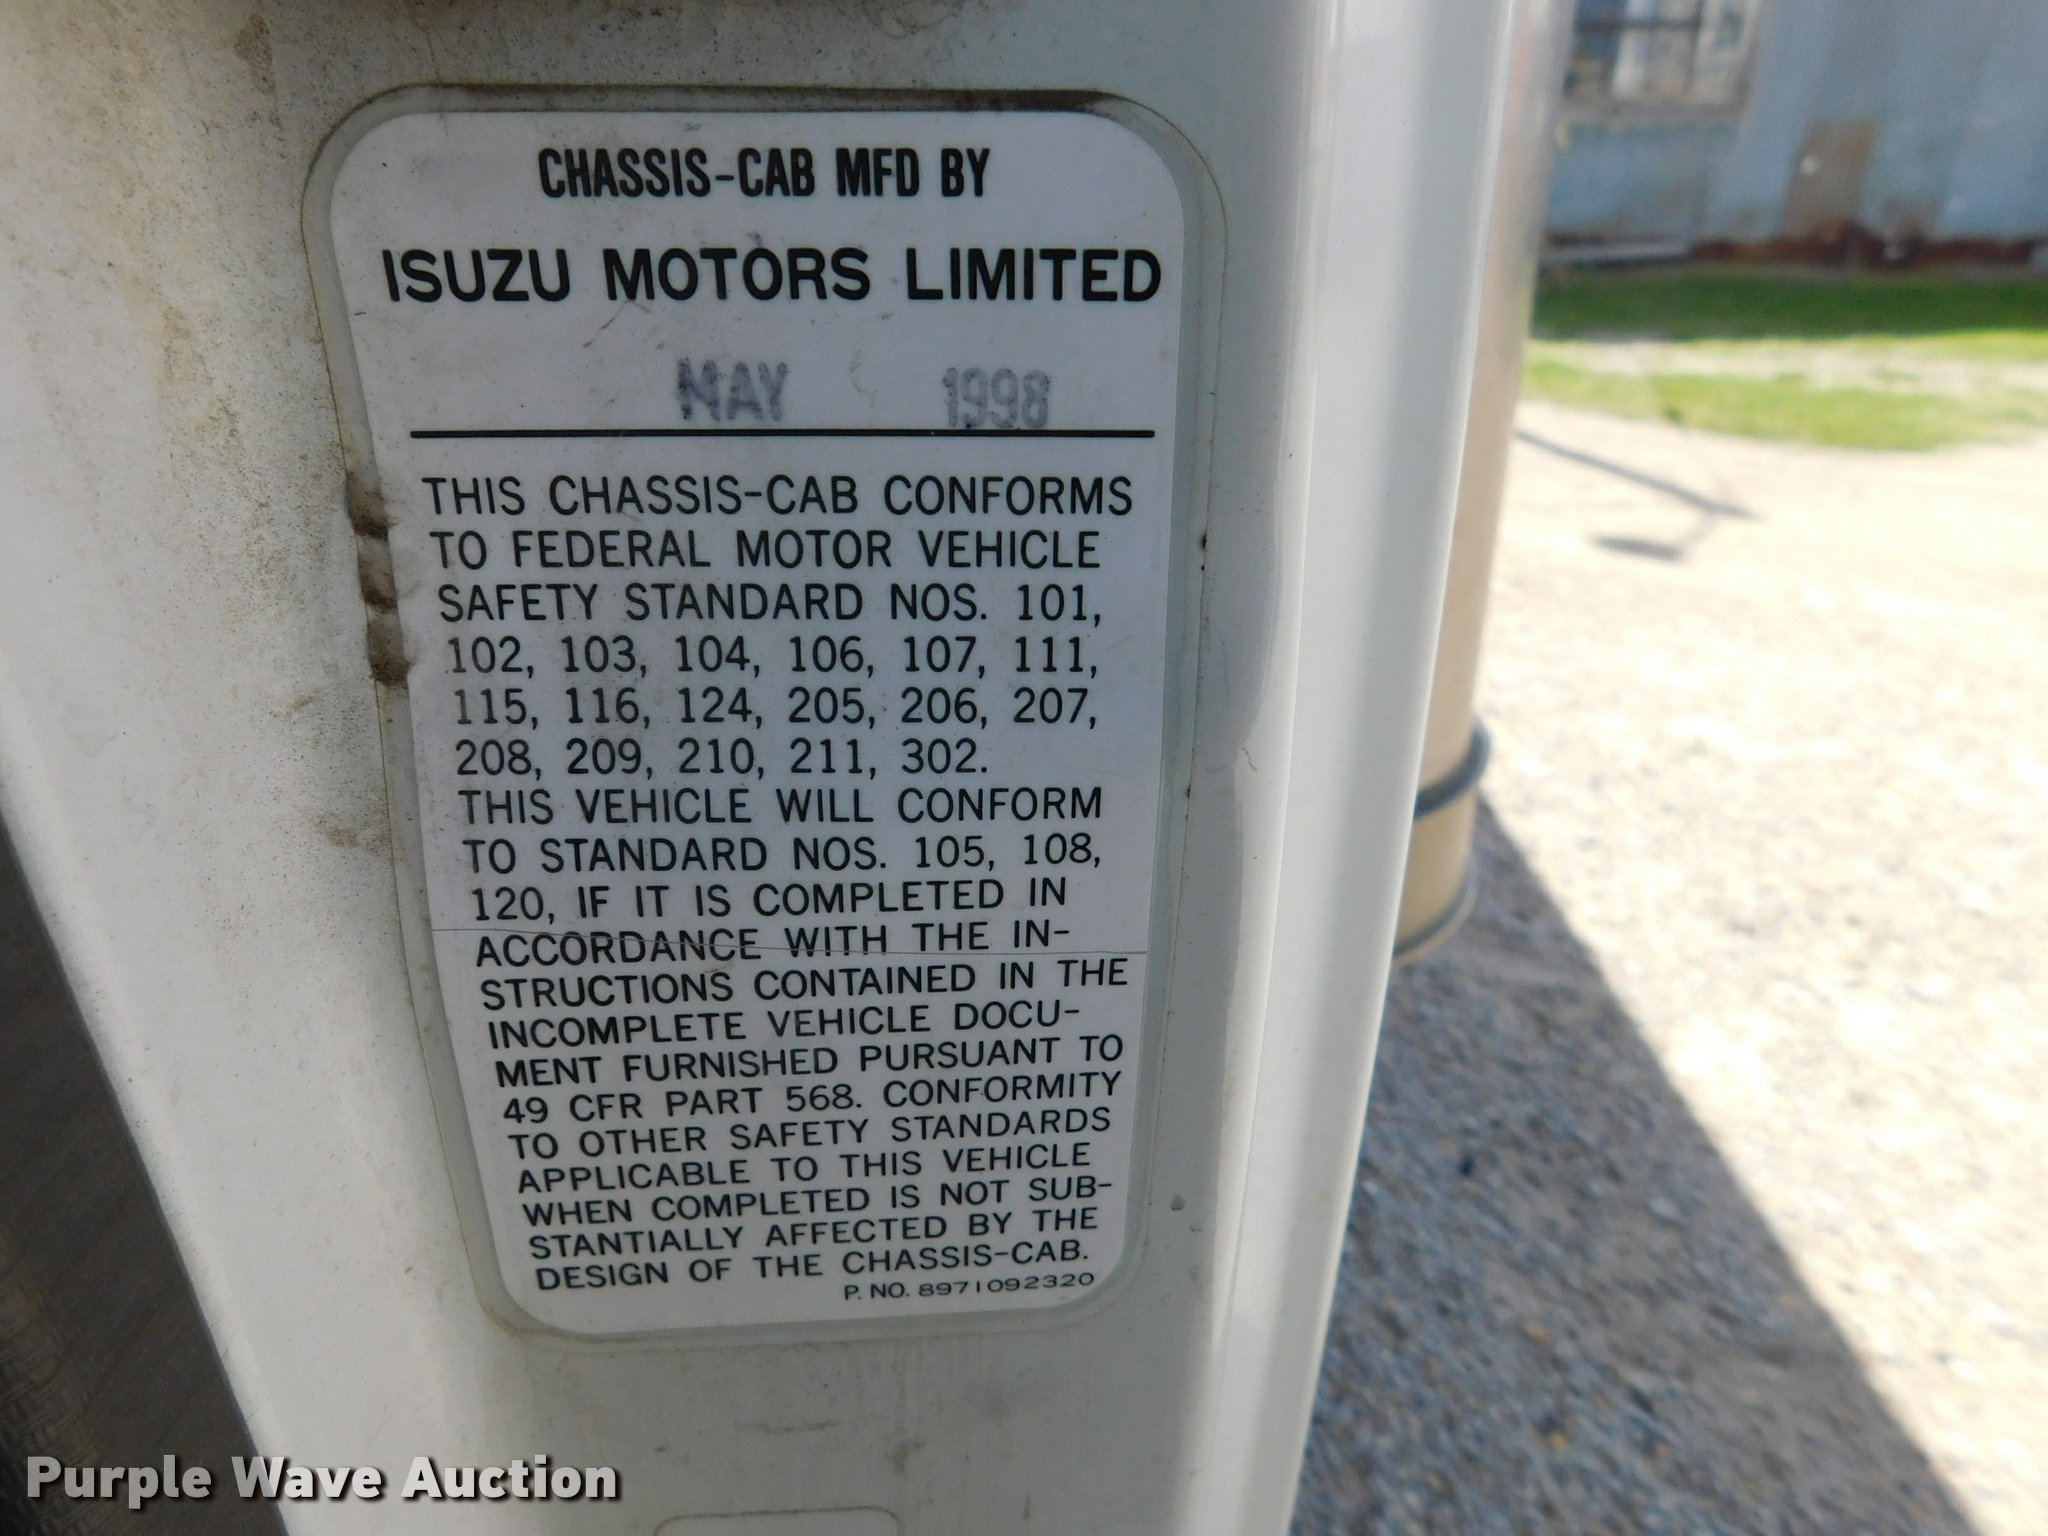 CHASSIS-CAB MFD BY
ISUZU MOTORS LIMITED
MAY 1998
THIS CHASSIS-CAB CONFORMS
TO FEDERAL MOTOR VEHICLE
SAFETY STANDARD NOS. 101,
102, 103, 104, 106, 107, 111,
115, 116, 124, 205, 206, 207,
208, 209, 210, 211, 302.
THIS VEHICLE WILL CONFORM
TO STANDARD NOS. 105, 108,
120, IF IT IS COMPLETED IN
ACCORDANCE WITH THE IN-
STRUCTIONS CONTAINED IN THE
INCOMPLETE VEHICLE DOCU-
MENT FURNISHED PURSUANT TO
49 CFR PART 568. CONFORMITY
TO OTHER SAFETY STANDARDS
APPLICABLE TO THIS VEHICLE
WHEN COMPLETED IS NOT SUB-
STANTIALLY AFFECTED BY THE
DESIGN OF THE CHASSIS-CAB.
P. NO. 8971092320
Purple Wave Auction